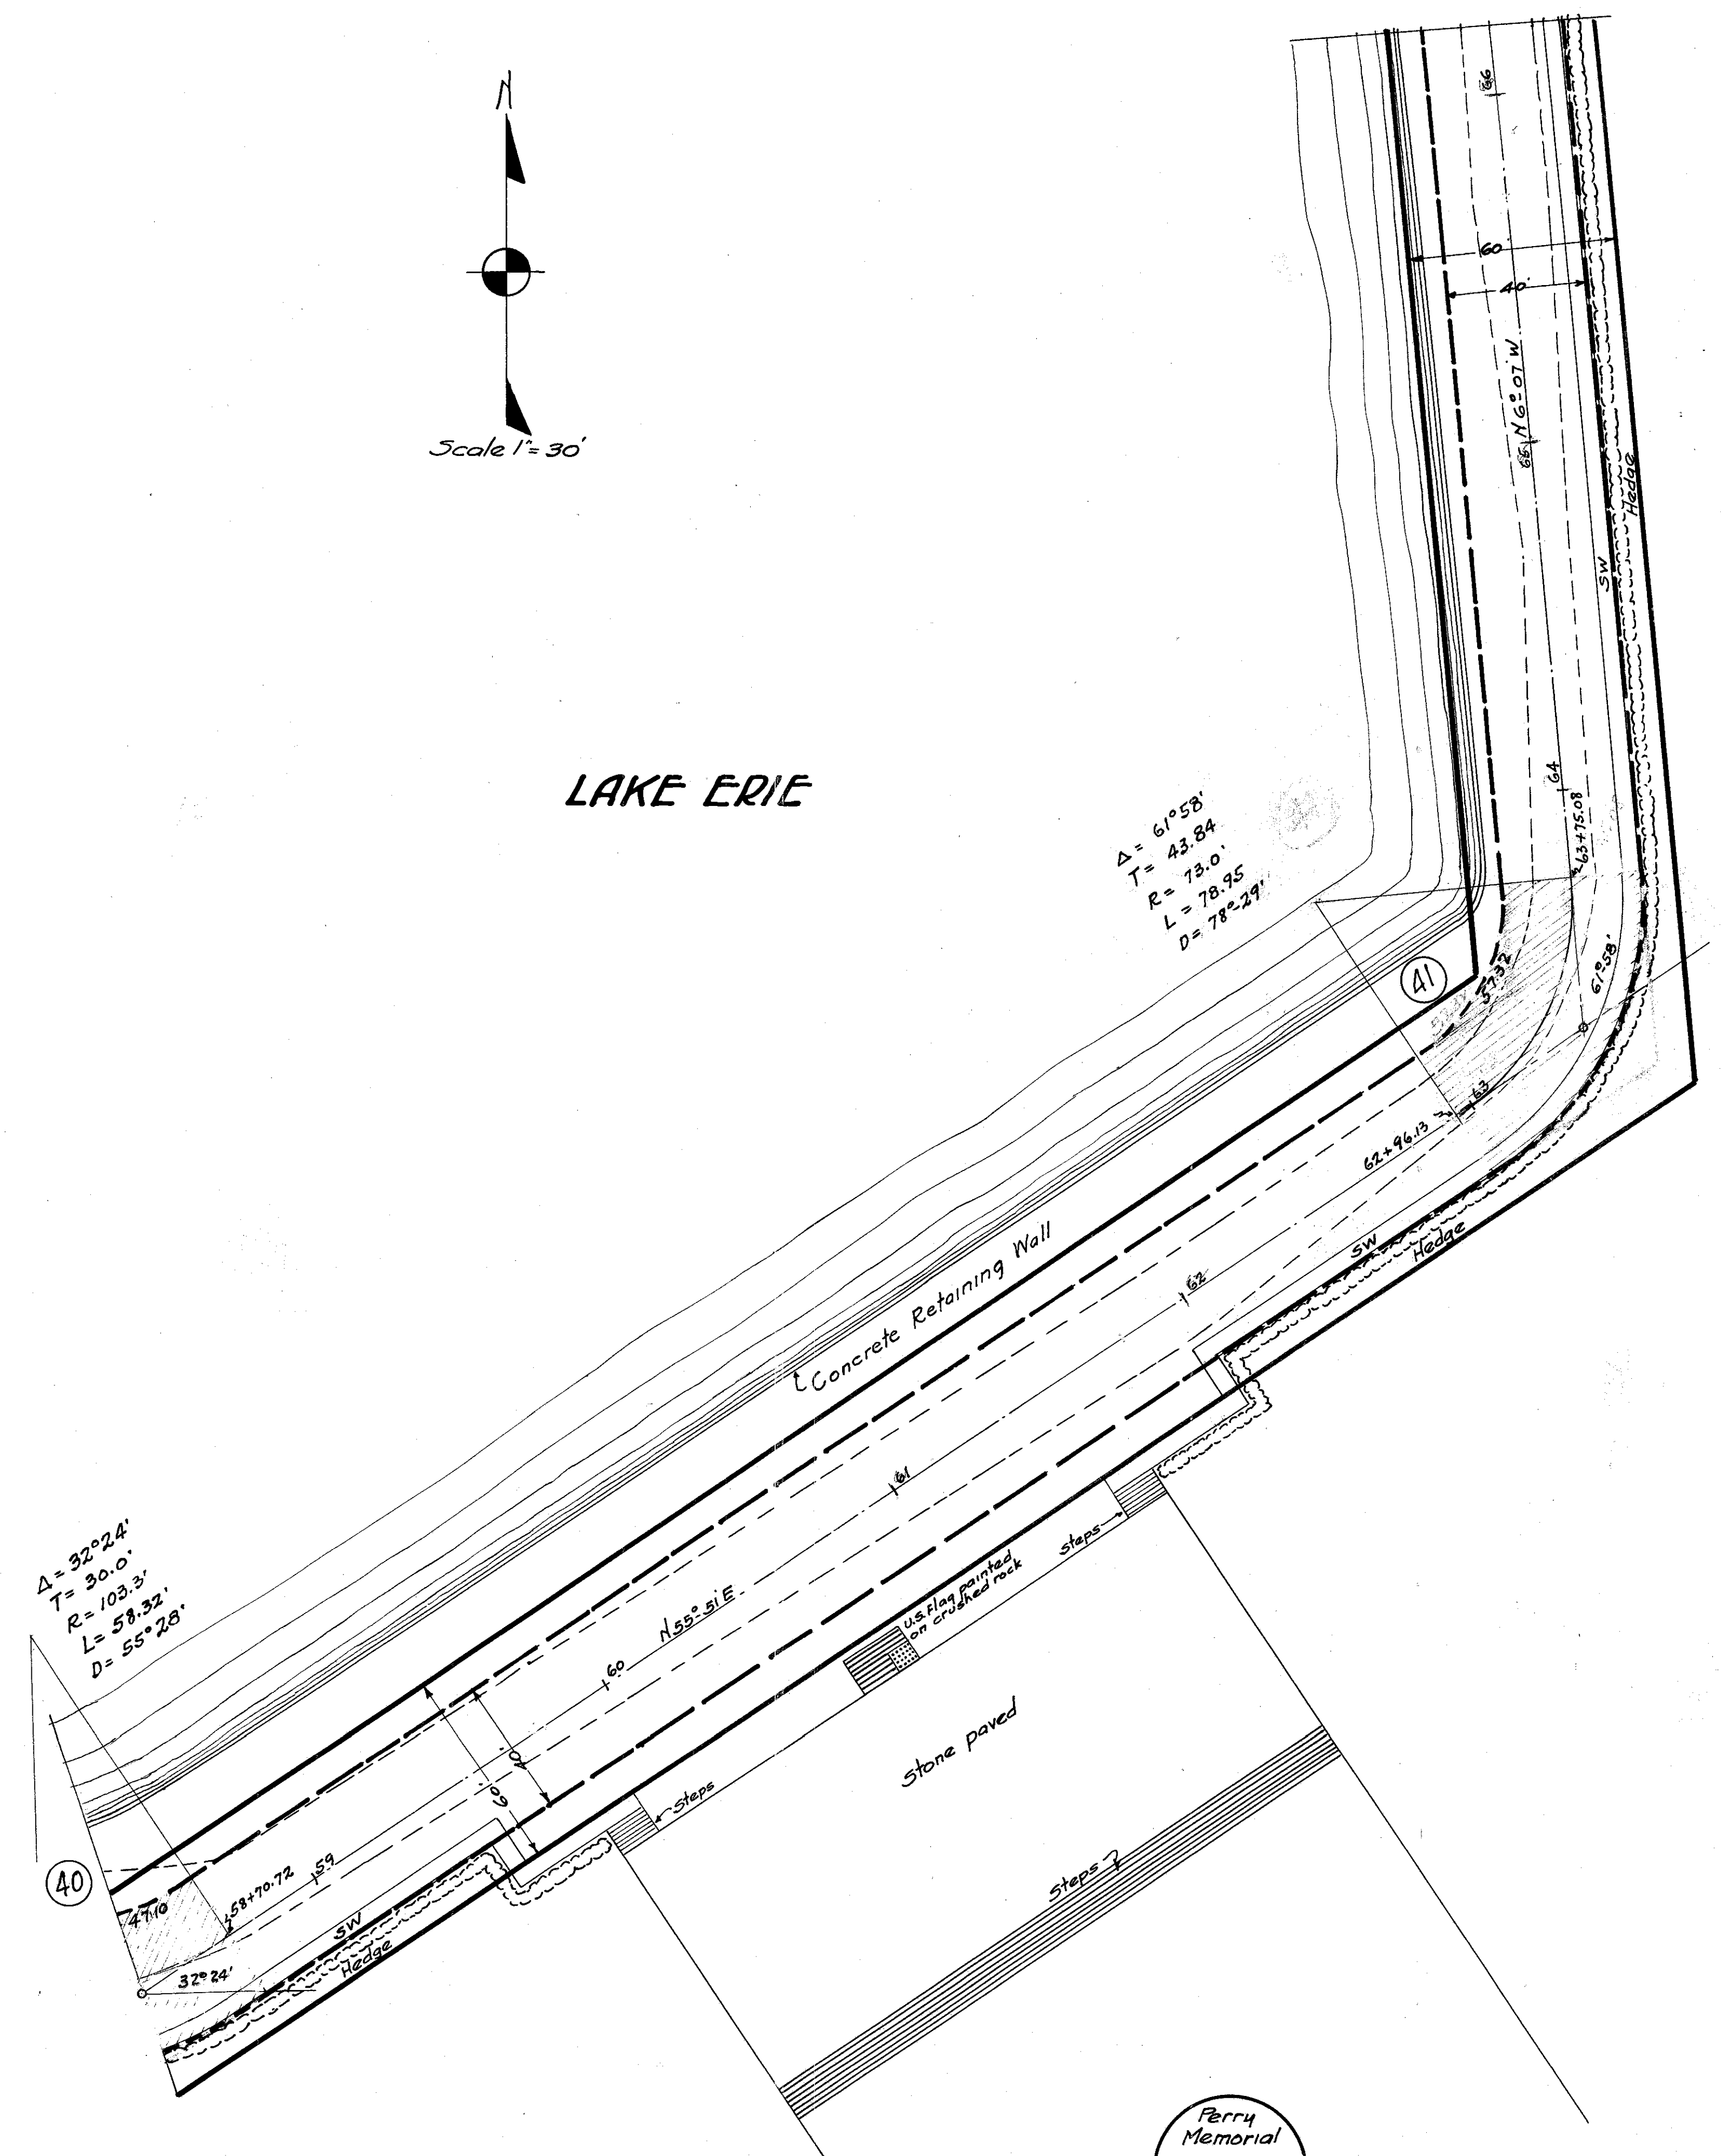 N
Scale 1"= 30'
66
60'
40'
N 6°07' W
65
Hedge
SW
LAKE ERIE
64
63+75.08
Δ= 61°58'
T= 43.84
R= 73.0'
L= 78.95
D= 78°-29'
41
57.32
61°58'
63
62+96.13
SW
Hedge
62
Concrete Retaining Wall
61
Steps
U.S. Flag painted
on crushed rock
Δ= 32°24'
T= 30.0'
R= 103.3'
L= 58.32'
D= 55°28'
N 55°-51' E
60
40'
60'
Stone paved
Steps
Steps
40
47.10
58+70.72
59
SW
Hedge
32°24'
Perry
Memorial